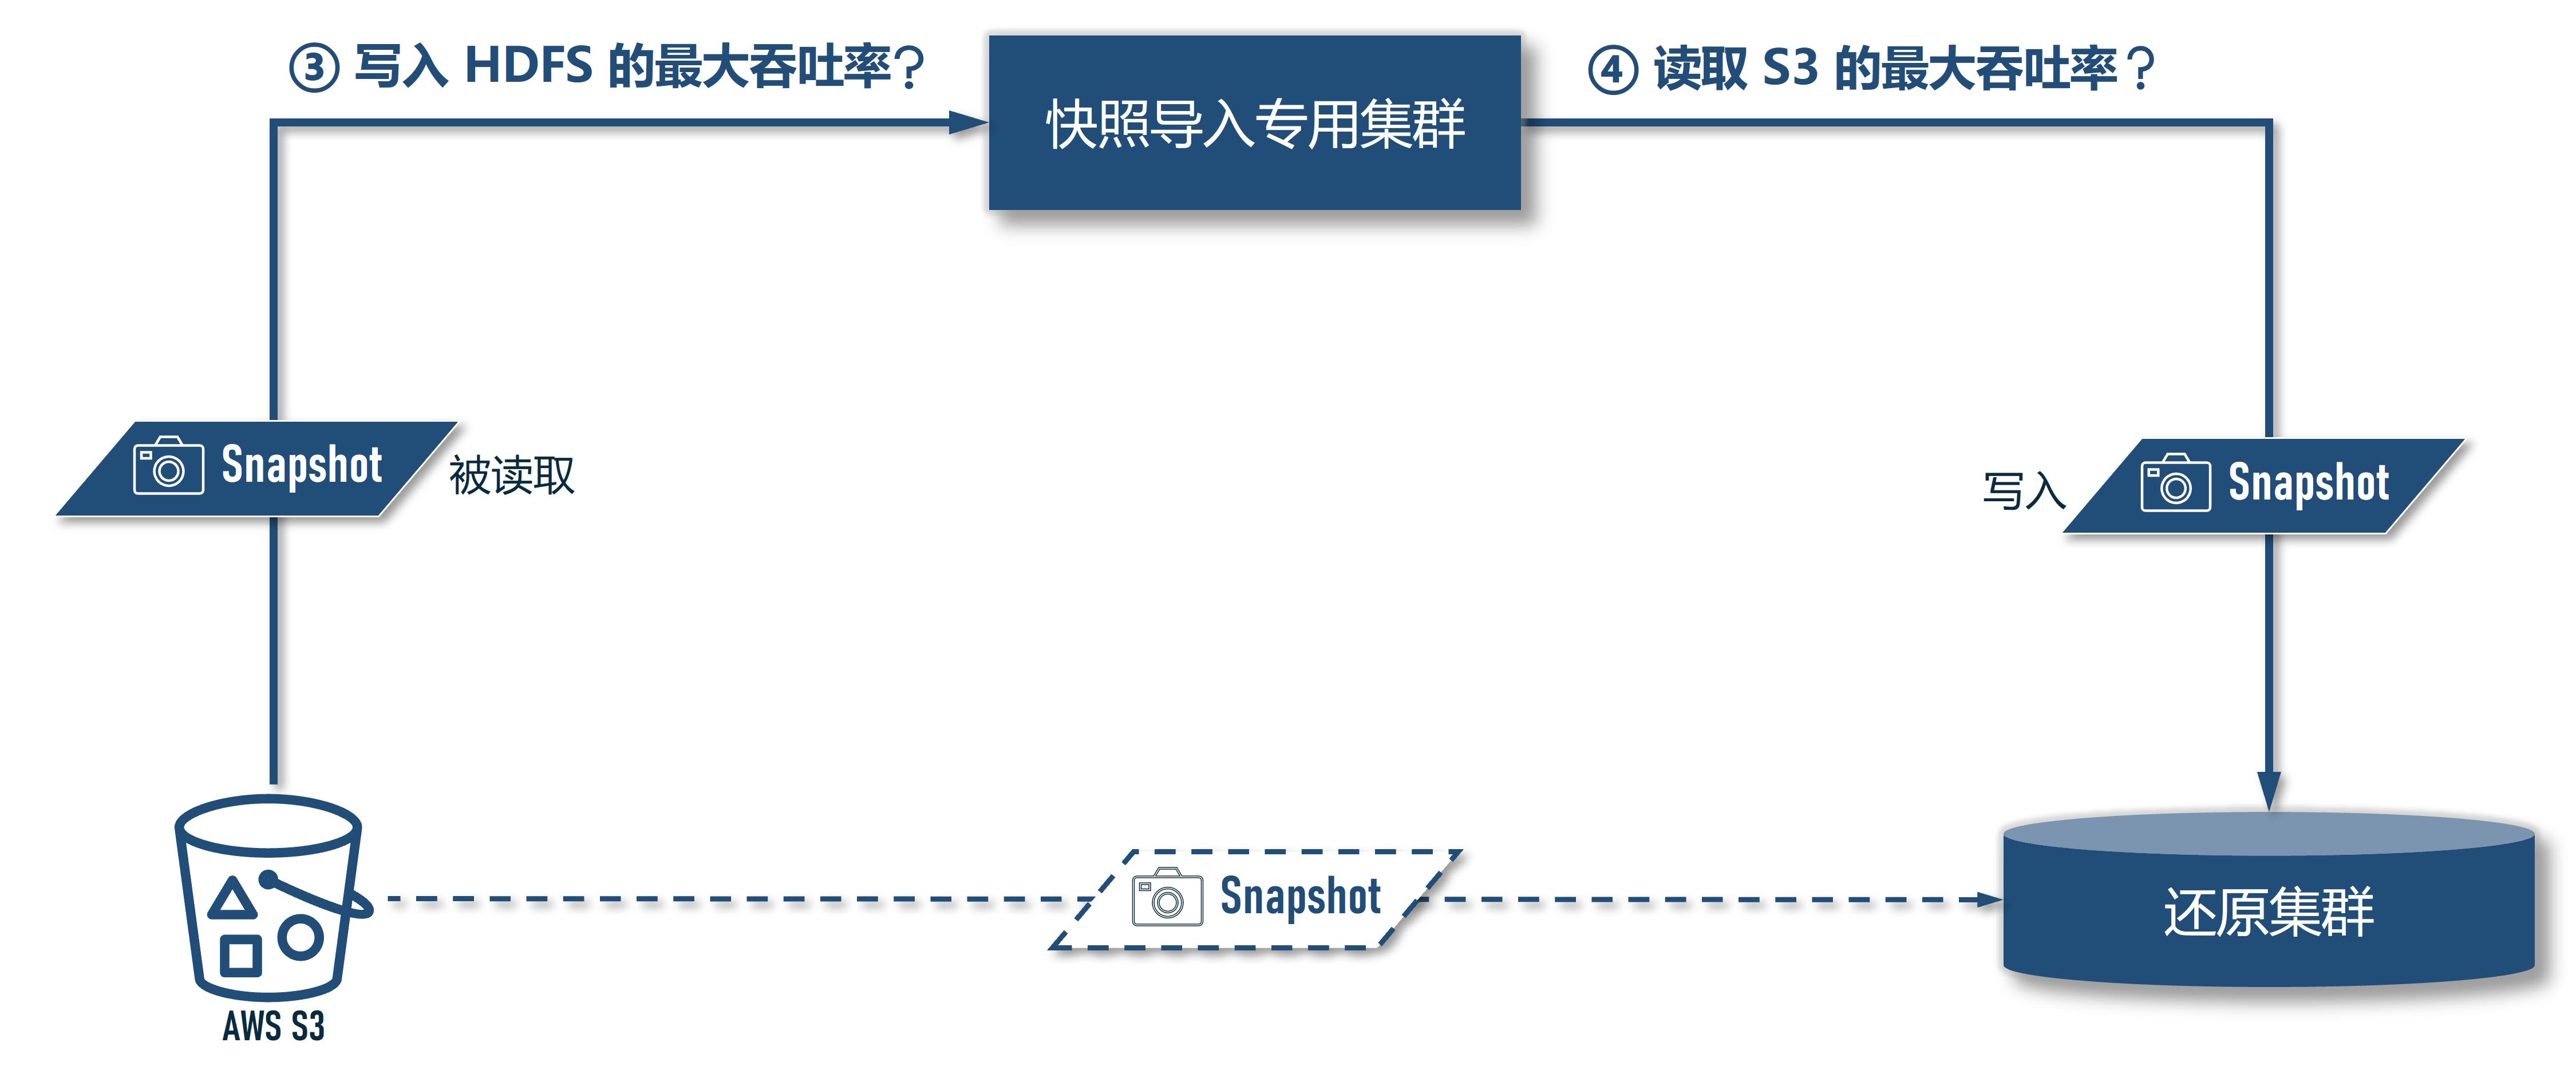 ③ 写入 HDFS 的最大吞吐率？
快照导入专用集群
④ 读取 S3 的最大吞吐率？
Snapshot
被读取
写入
Snapshot
Snapshot
还原集群
AWS S3